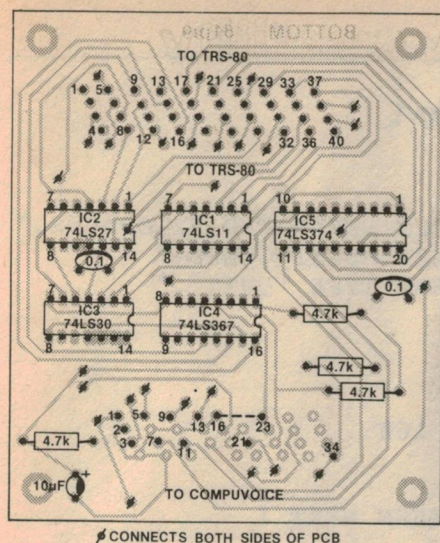 BOTTOM 81pi9
TO TRS-80
1 5 9 13 17 21 25 29 33 37
4 8 12 16 32 36 40
TO TRS-80
7 1 7 1 10 1
IC2 IC1 IC5
74LS27 74LS11 74LS374
8 14 8 14 11 20
0.1 0.1
7 1 8 1
IC3 IC4 4.7k
74LS30 74LS367
8 14 9 16
4.7k
4.7k
1 5 9 13 16 23
2
4.7k 3 7 11 21 34
10µF +
TO COMPUVOICE
CONNECTS BOTH SIDES OF PCB